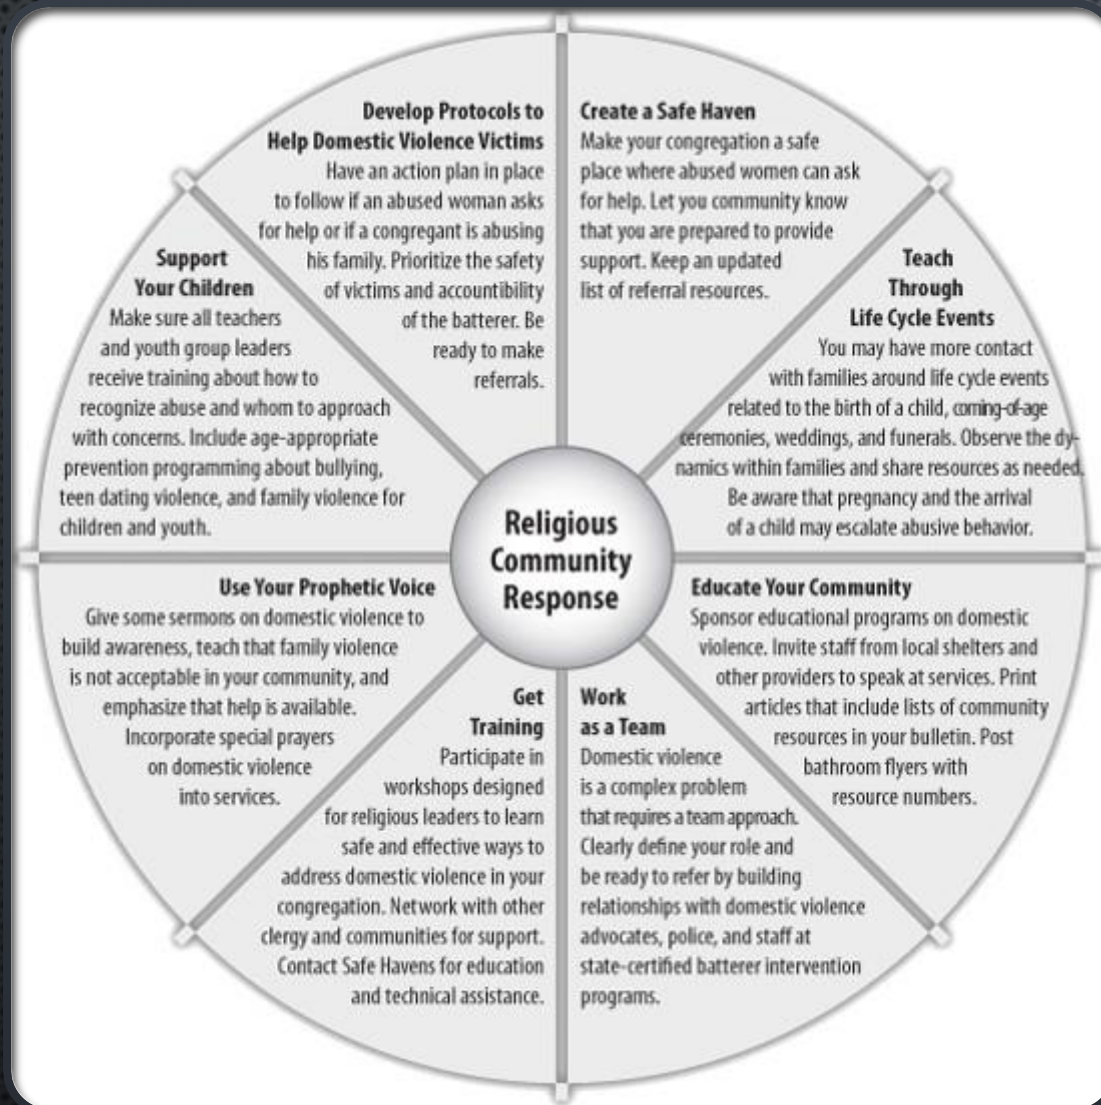 Develop Protocols to
Help Domestic Violence Victims
Have an action plan in place
to follow if an abused woman asks
for help or if a congregant is abusing
his family. Prioritize the safety
of victims and accountibility
of the batterer. Be
ready to make
referrals.
Create a Safe Haven
Make your congregation a safe
place where abused women can ask
for help. Let you community know
that you are prepared to provide
support. Keep an updated
list of referral resources.
Teach
Through
Life Cycle Events
You may have more contact
with families around life cycle events
related to the birth of a child, coming-of-age
ceremonies, weddings, and funerals. Observe the dy-
namics within families and share resources as needed.
Be aware that pregnancy and the arrival
of a child may escalate abusive behavior.
Educate Your Community
Sponsor educational programs on domestic
violence. Invite staff from local shelters and
other providers to speak at services. Print
articles that include lists of community
resources in your bulletin. Post
bathroom flyers with
resource numbers.
Work
as a Team
Domestic violence
is a complex problem
that requires a team approach.
Clearly define your role and
be ready to refer by building
relationships with domestic violence
advocates, police, and staff at
state-certified batterer intervention
programs.
Get
Training
Participate in
workshops designed
for religious leaders to learn
safe and effective ways to
address domestic violence in your
congregation. Network with other
clergy and communities for support.
Contact Safe Havens for education
and technical assistance.
Use Your Prophetic Voice
Give some sermons on domestic violence to
build awareness, teach that family violence
is not acceptable in your community, and
emphasize that help is available.
Incorporate special prayers
on domestic violence
into services.
Support
Your Children
Make sure all teachers
and youth group leaders
receive training about how to
recognize abuse and whom to approach
with concerns. Include age-appropriate
prevention programming about bullying,
teen dating violence, and family violence for
children and youth.
Religious
Community
Response